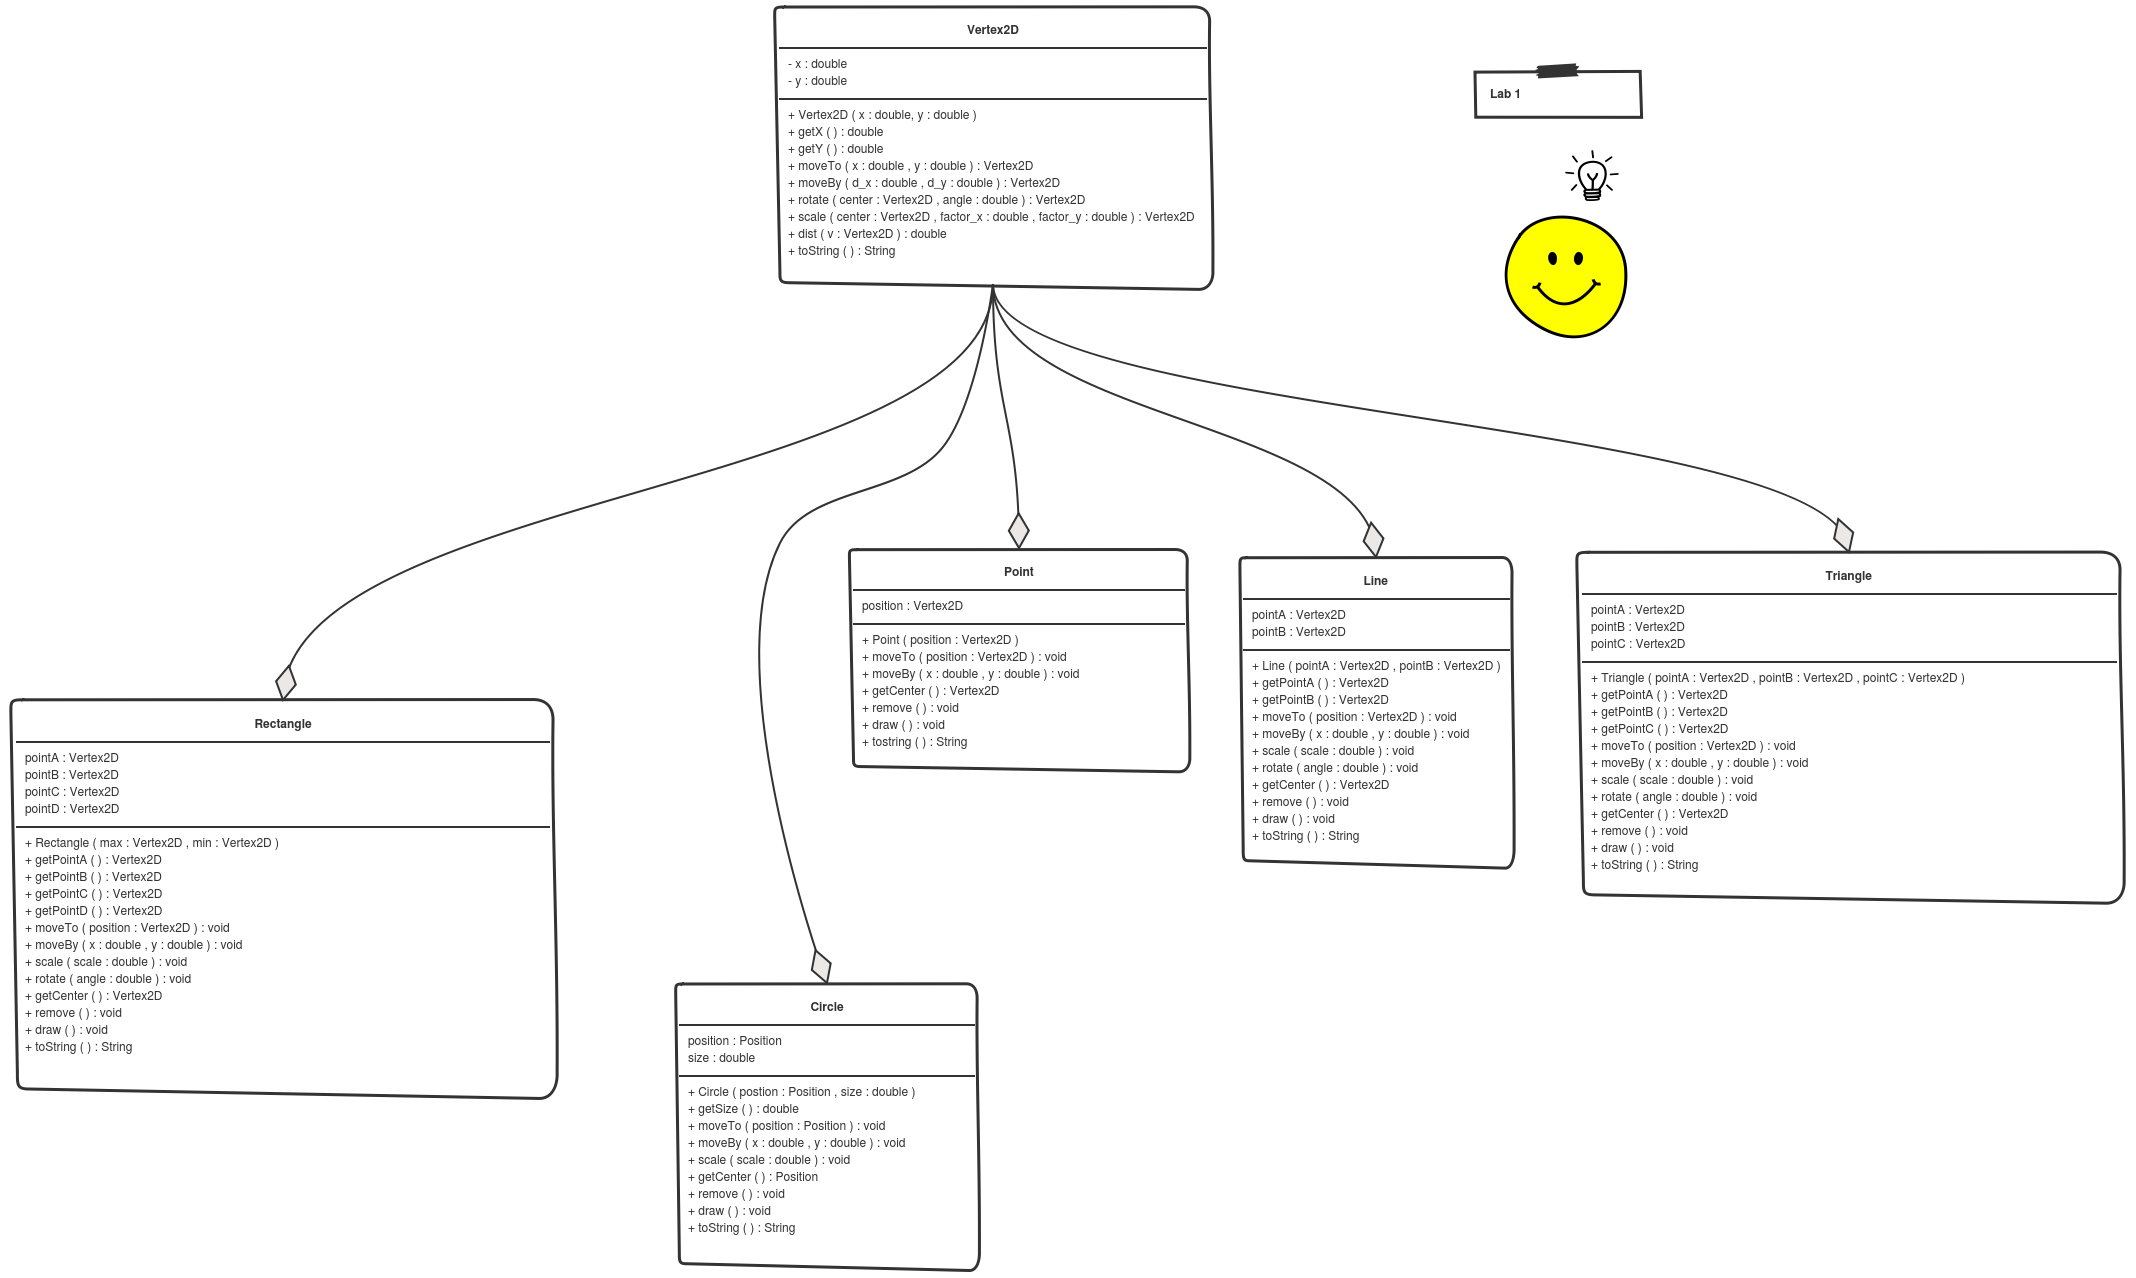 Vertex2D
- x : double
- y : double
+ Vertex2D ( x : double, y : double )
+ getX ( ) : double
+ getY ( ) : double
+ moveTo ( x : double , y : double ) : Vertex2D
+ moveBy ( d_x : double , d_y : double ) : Vertex2D
+ rotate ( center : Vertex2D , angle : double ) : Vertex2D
+ scale ( center : Vertex2D , factor_x : double , factor_y : double ) : Vertex2D
+ dist ( v : Vertex2D ) : double
+ toString ( ) : String
Lab 1
Point
position : Vertex2D
+ Point ( position : Vertex2D )
+ moveTo ( position : Vertex2D ) : void
+ moveBy ( x : double , y : double ) : void
+ getCenter ( ) : Vertex2D
+ remove ( ) : void
+ draw ( ) : void
+ tostring ( ) : String
Line
pointA : Vertex2D
pointB : Vertex2D
+ Line ( pointA : Vertex2D , pointB : Vertex2D )
+ getPointA ( ) : Vertex2D
+ getPointB ( ) : Vertex2D
+ moveTo ( position : Vertex2D ) : void
+ moveBy ( x : double , y : double ) : void
+ scale ( scale : double ) : void
+ rotate ( angle : double ) : void
+ getCenter ( ) : Vertex2D
+ remove ( ) : void
+ draw ( ) : void
+ toString ( ) : String
Triangle
pointA : Vertex2D
pointB : Vertex2D
pointC : Vertex2D
+ Triangle ( pointA : Vertex2D , pointB : Vertex2D , pointC : Vertex2D )
+ getPointA ( ) : Vertex2D
+ getPointB ( ) : Vertex2D
+ getPointC ( ) : Vertex2D
+ moveTo ( position : Vertex2D ) : void
+ moveBy ( x : double , y : double ) : void
+ scale ( scale : double ) : void
+ rotate ( angle : double ) : void
+ getCenter ( ) : Vertex2D
+ remove ( ) : void
+ draw ( ) : void
+ toString ( ) : String
Rectangle
pointA : Vertex2D
pointB : Vertex2D
pointC : Vertex2D
pointD : Vertex2D
+ Rectangle ( max : Vertex2D , min : Vertex2D )
+ getPointA ( ) : Vertex2D
+ getPointB ( ) : Vertex2D
+ getPointC ( ) : Vertex2D
+ getPointD ( ) : Vertex2D
+ moveTo ( position : Vertex2D ) : void
+ moveBy ( x : double , y : double ) : void
+ scale ( scale : double ) : void
+ rotate ( angle : double ) : void
+ getCenter ( ) : Vertex2D
+ remove ( ) : void
+ draw ( ) : void
+ toString ( ) : String
Circle
position : Position
size : double
+ Circle ( postion : Position , size : double )
+ getSize ( ) : double
+ moveTo ( position : Position ) : void
+ moveBy ( x : double , y : double ) : void
+ scale ( scale : double ) : void
+ getCenter ( ) : Position
+ remove ( ) : void
+ draw ( ) : void
+ toString ( ) : String